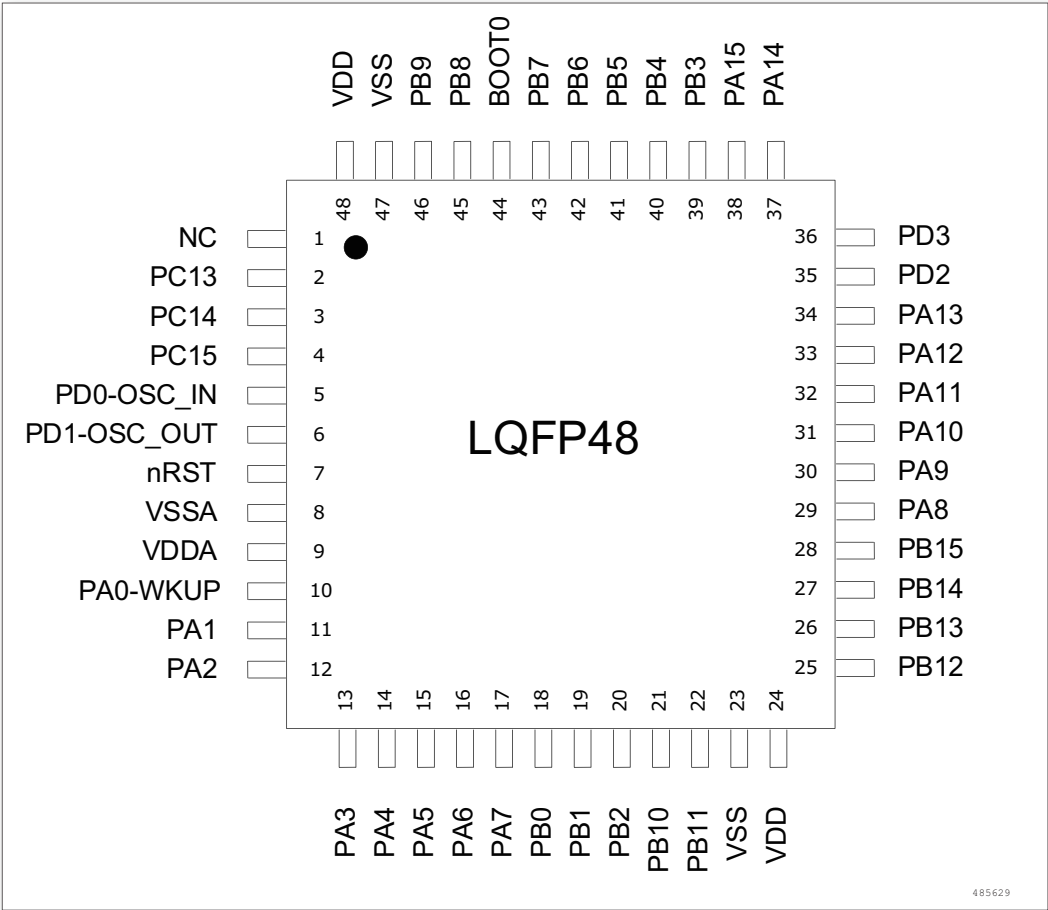 VDD
VSS
PB9
PB8
BOOT0
PB7
PB6
PB5
PB4
PB3
PA15
PA14
48
47
46
45
44
43
42
41
40
39
38
37
NC 1
PC13 2
PC14 3
PC15 4
PD0-OSC_IN 5
PD1-OSC_OUT 6
nRST 7
VSSA 8
VDDA 9
PA0-WKUP 10
PA1 11
PA2 12
LQFP48
36 PD3
35 PD2
34 PA13
33 PA12
32 PA11
31 PA10
30 PA9
29 PA8
28 PB15
27 PB14
26 PB13
25 PB12
13
14
15
16
17
18
19
20
21
22
23
24
PA3
PA4
PA5
PA6
PA7
PB0
PB1
PB2
PB10
PB11
VSS
VDD
485629